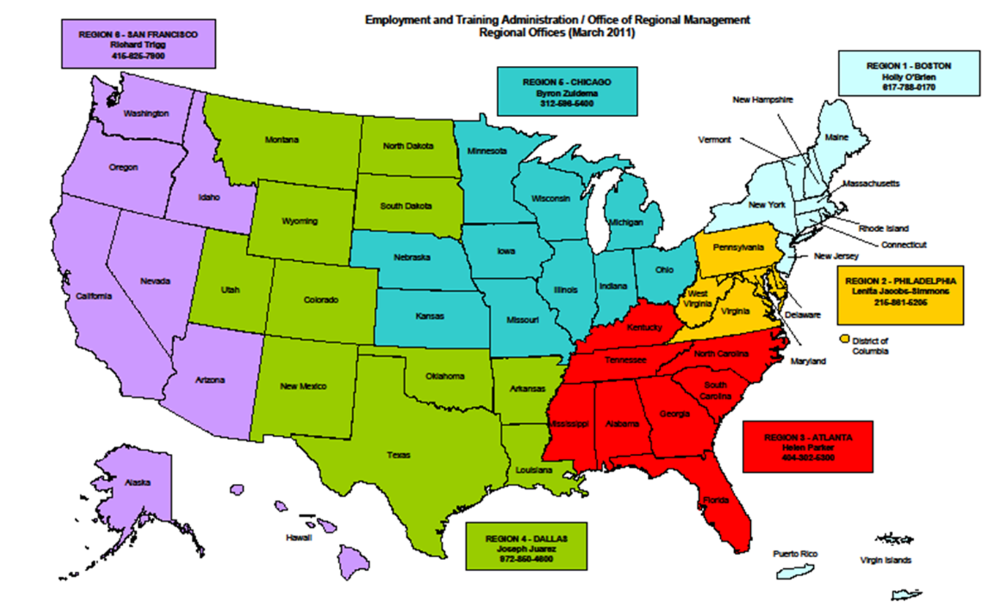 Employment and Training Administration / Office of Regional Management
Regional Offices (March 2011)
REGION 6 - SAN FRANCISCO
Richard Trigg
415-625-7900
REGION 5 - CHICAGO
Byron Zuidema
312-596-5400
REGION 1 - BOSTON
Holly O'Brien
617-788-0170
New Hampshire
Washington
Vermont
Maine
Montana
North Dakota
Minnesota
Oregon
Massachusetts
Idaho
Wisconsin
New York
South Dakota
Wyoming
Michigan
Rhode Island
Connecticut
Pennsylvania
Iowa
New Jersey
Nebraska
Ohio
REGION 2 - PHILADELPHIA
Lenita Jacobs-Simmons
215-861-5205
Nevada
Utah
Colorado
Illinois
Indiana
California
West
Virginia
Virginia
Delaware
Kansas
Missouri
Kentucky
District of
Columbia
Maryland
Tennessee
North Carolina
Arizona
New Mexico
Oklahoma
Arkansas
South
Carolina
Mississippi
Alabama
Georgia
REGION 3 - ATLANTA
Helen Parker
404-302-5300
Texas
Louisiana
Alaska
Florida
Hawaii
REGION 4 - DALLAS
Joseph Juarez
972-850-4600
Puerto Rico
Virgin Islands